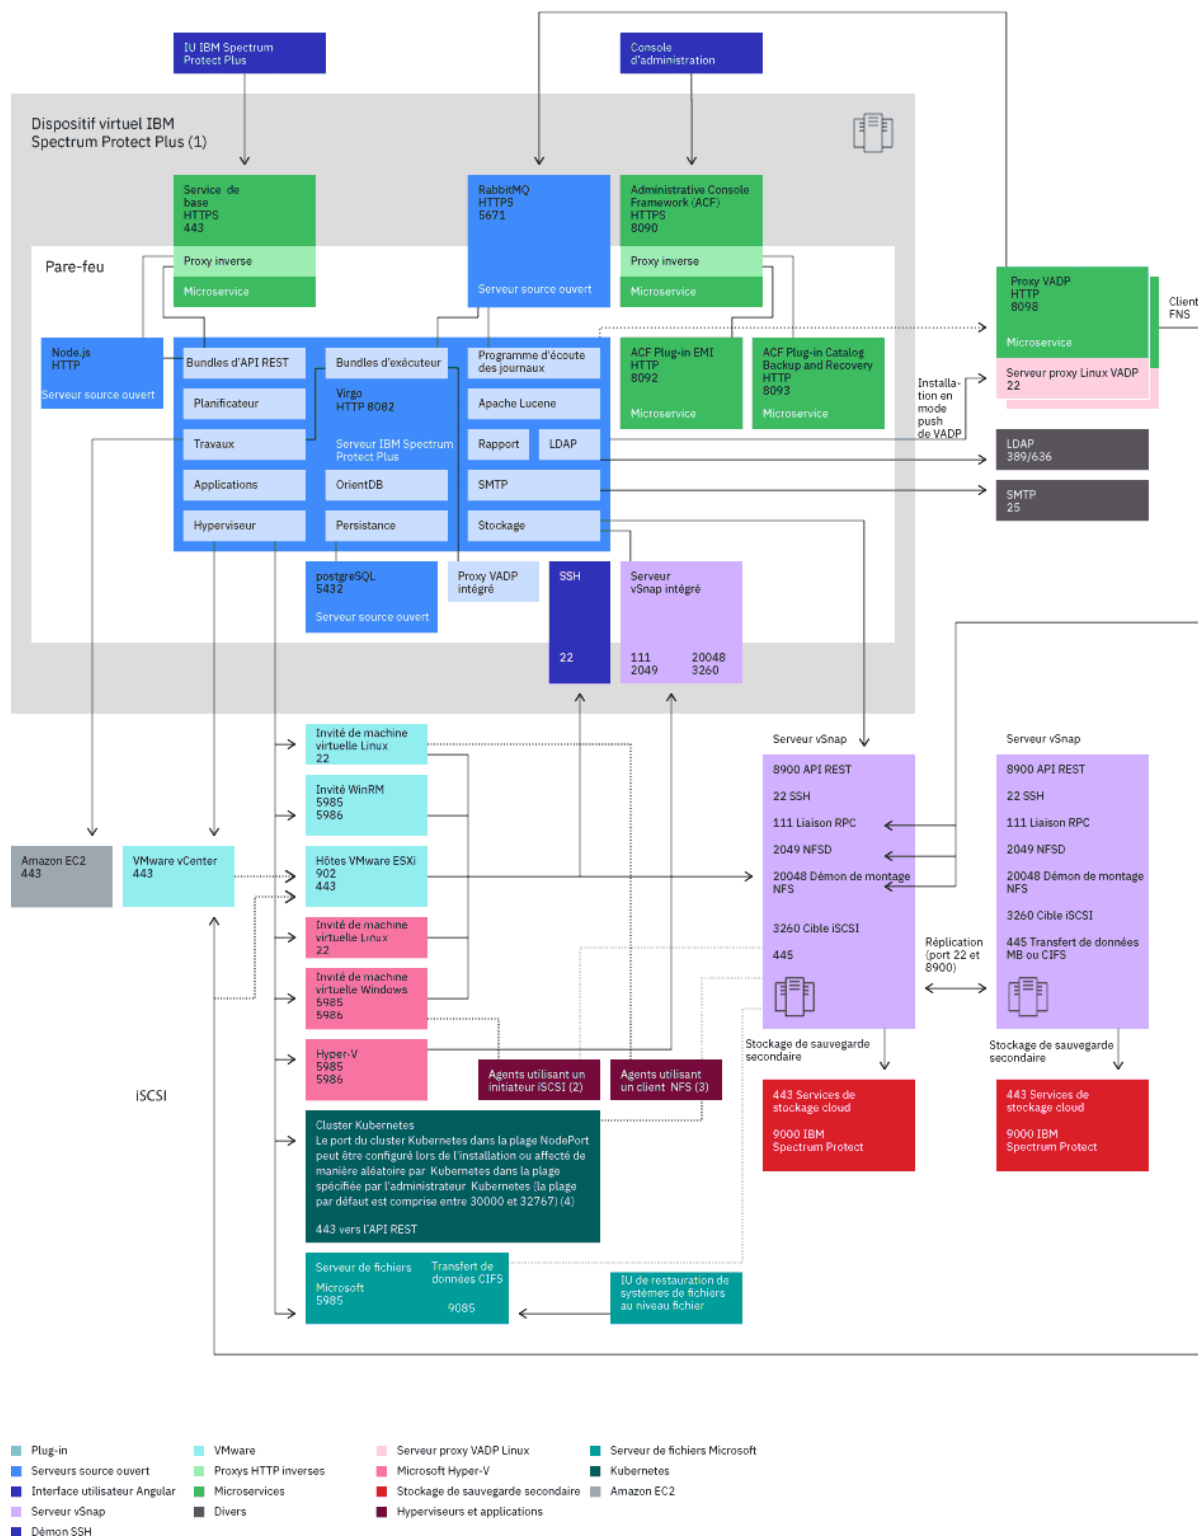 IU IBM Spectrum
Protect Plus
Console
d'administration
Dispositif virtuel IBM
Spectrum Protect Plus (1)
Service de
base
HTTPS
443
Proxy inverse
Microservice
RabbitMQ
HTTPS
5671
Serveur source ouvert
Administrative Console
Framework (ACF)
HTTPS
8090
Proxy inverse
Microservice
Pare-feu
Proxy VADP
HTTP
8098
Microservice
Serveur proxy Linux VADP
22
Client
FNS
Node.js
HTTP
Serveur source ouvert
Bundles d'API REST
Planificateur
Travaux
Applications
Hyperviseur
Bundles d'exécuteur
Virgo
HTTP 8082
Serveur IBM Spectrum
Protect Plus
OrientDB
Persistance
Programme d'écoute
des journaux
Apache Lucene
Rapport
LDAP
SMTP
Stockage
ACF Plug-in EMI
HTTP
8092
Microservice
ACF Plug-in Catalog
Backup and Recovery
HTTP
8093
Microservice
Installa-
tion en
mode
push
de VADP
LDAP
389/636
SMTP
25
postgreSQL
5432
Serveur source ouvert
Proxy VADP
intégré
SSH
22
Serveur
vSnap intégré
111 20048
2049 3260
Invité de machine
virtuelle Linux
22
Invité WinRM
5985
5986
Amazon EC2
443
VMware vCenter
443
Hôtes VMware ESXi
902
443
Invité de machine
virtuelle Linux
22
Invité de machine
virtuelle Windows
5985
5986
Hyper-V
5985
5986
iSCSI
Agents utilisant un
initiateur iSCSI (2)
Agents utilisant
un client NFS (3)
Serveur vSnap
8900 API REST
22 SSH
111 Liaison RPC
2049 NFSD
20048 Démon de montage
NFS
3260 Cible iSCSI
445
Réplication
(port 22 et
8900)
Serveur vSnap
8900 API REST
22 SSH
111 Liaison RPC
2049 NFSD
20048 Démon de montage
NFS
3260 Cible iSCSI
445 Transfert de données
MB ou CIFS
Stockage de sauvegarde
secondaire
Stockage de sauvegarde
secondaire
443 Services de
stockage cloud
9000 IBM
Spectrum Protect
443 Services de
stockage cloud
9000 IBM
Spectrum Protect
Cluster Kubernetes
Le port du cluster Kubernetes dans la plage NodePort
peut être configuré lors de l'installation ou affecté de
manière aléatoire par Kubernetes dans la plage
spécifiée par l'administrateur Kubernetes (la plage
par défaut est comprise entre 30000 et 32767) (4)
443 vers l'API REST
Serveur de fichiers
Microsoft
5985
Transfert de
données CIFS
9085
IU de restauration de
systèmes de fichiers
au niveau fichier
Plug-in
Serveurs source ouvert
Interface utilisateur Angular
Serveur vSnap
Démon SSH
VMware
Proxys HTTP inverses
Microservices
Divers
Serveur proxy VADP Linux
Microsoft Hyper-V
Stockage de sauvegarde secondaire
Hyperviseurs et applications
Serveur de fichiers Microsoft
Kubernetes
Amazon EC2